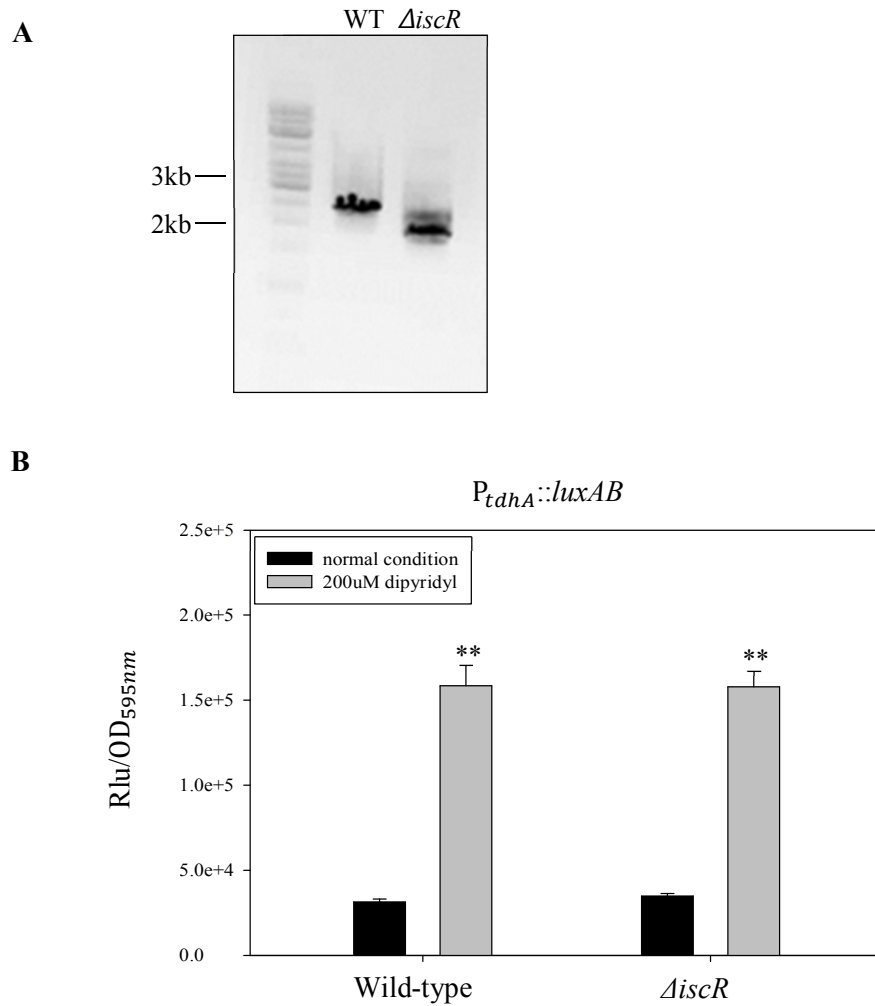 A
WT ΔiscR
3kb
2kb
B
PtdhA::luxAB
2.5e+5
2.0e+5
1.5e+5
1.0e+5
5.0e+4
0.0
normal condition
200uM dipyridyl
**
**
Rlu/OD595nm
Wild-type
ΔiscR